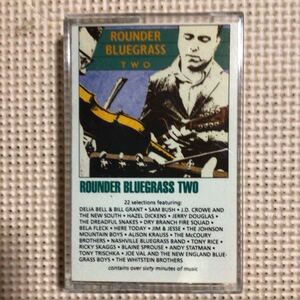 ROUNDER
BLUEGRASS
TWO
ROUNDER BLUEGRASS TWO
22 selections featuring:
DELIA BELL & BILL GRANT • SAM BUSH • J.D. CROWE AND
THE NEW SOUTH • HAZEL DICKENS • JERRY DOUGLAS •
THE DREADFUL SNAKES • DRY BRANCH FIRE SQUAD •
BELA FLECK • HERE TODAY • JIM & JESSE • THE JOHNSON
MOUNTAIN BOYS • ALISON KRAUSS • THE McCOURY
BROTHERS • NASHVILLE BLUEGRASS BAND • TONY RICE •
RICKY SKAGGS • BLAINE SPROUSE • ANDY STATMAN •
TONY TRISCHKA • JOE VAL AND THE NEW ENGLAND BLUE-
GRASS BOYS • THE WHITSTEIN BROTHERS
contains over sixty minutes of music